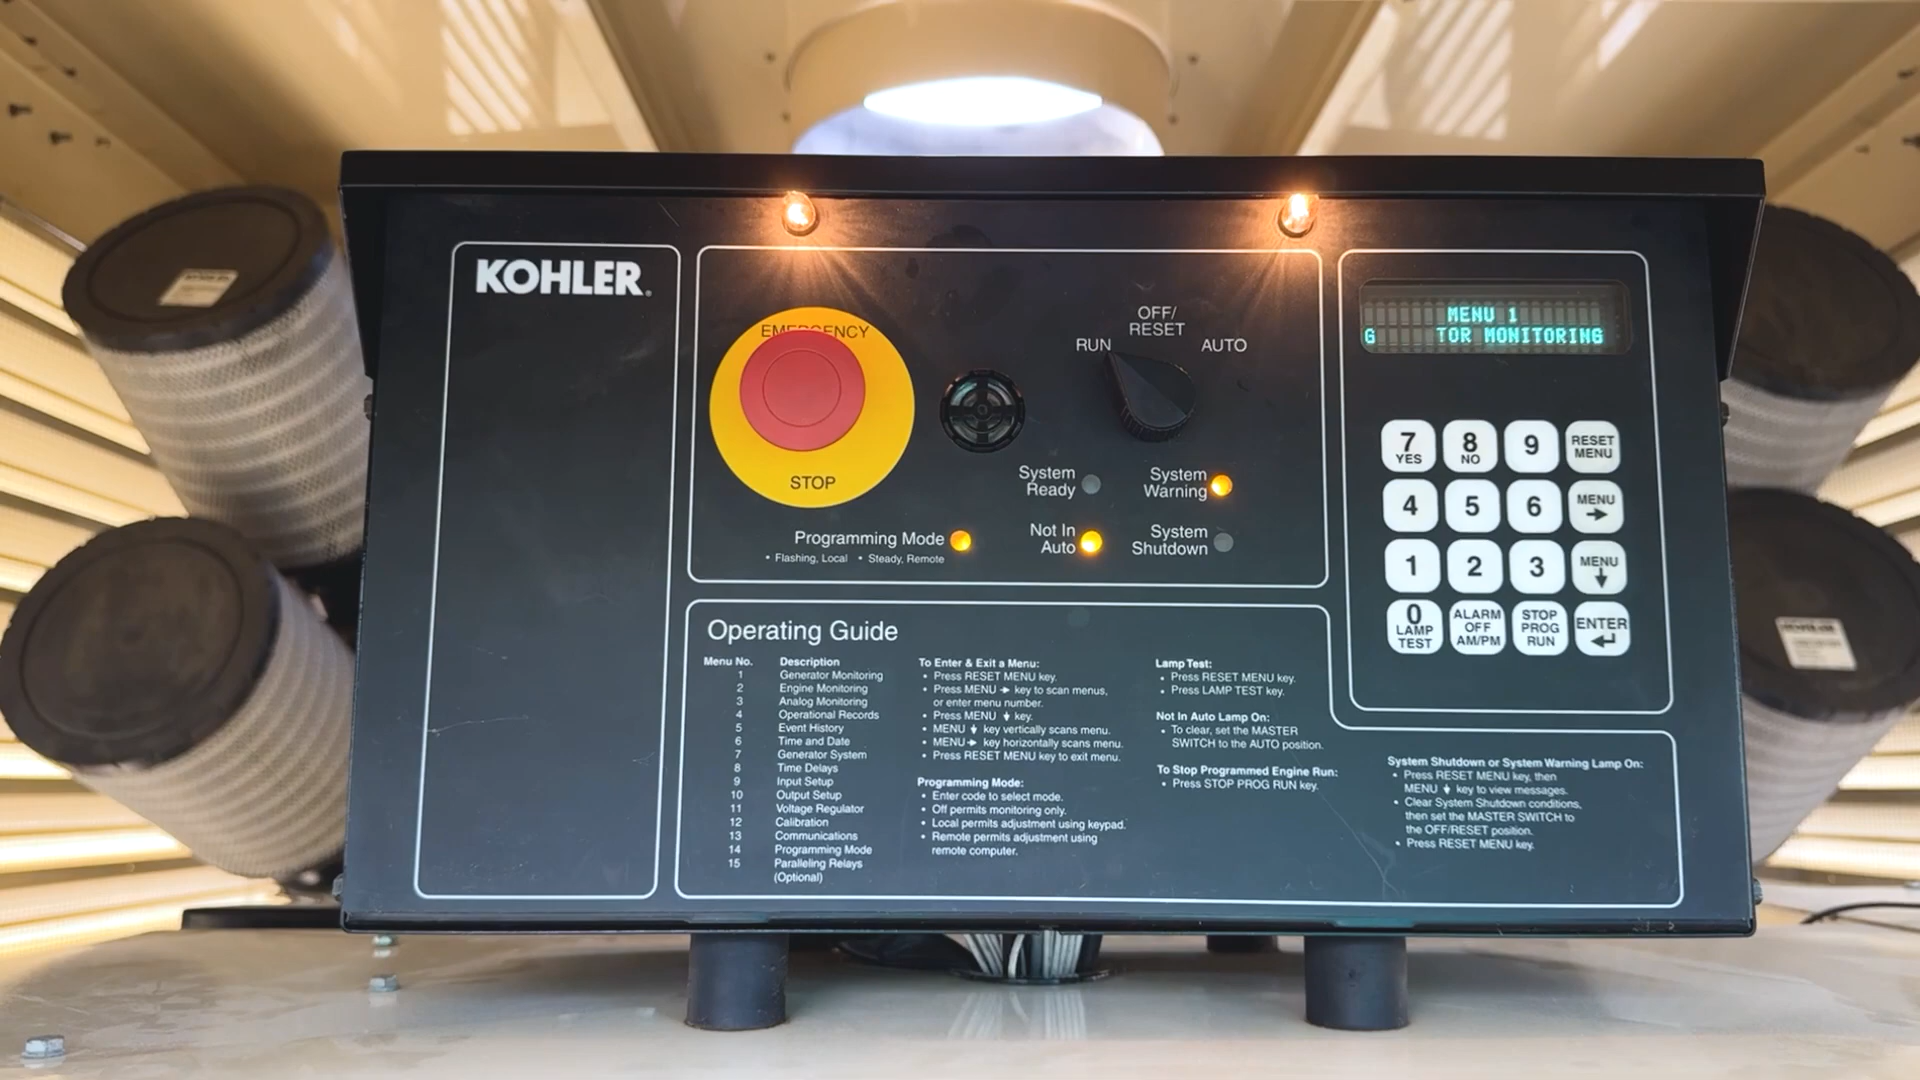 KOHLER.
EMERGENCY
STOP
OFF/
RESET
RUN
AUTO
System
Ready
System
Warning
Programming Mode
• Flashing, Local • Steady, Remote
Not In
Auto
System
Shutdown
MENU 1
G TOR MONITORING
7
YES
8
NO
9
RESET
MENU
4
5
6
MENU
→
1
2
3
MENU
↓
0
LAMP
TEST
ALARM
OFF
AM/PM
STOP
PROG
RUN
ENTER
↵
Operating Guide
Menu No. Description
1 Generator Monitoring
2 Engine Monitoring
3 Analog Monitoring
4 Operational Records
5 Event History
6 Time and Date
7 Generator System
8 Time Delays
9 Input Setup
10 Output Setup
11 Voltage Regulator
12 Calibration
13 Communications
14 Programming Mode
15 Paralleling Relays
(Optional)
To Enter & Exit a Menu:
• Press RESET MENU key.
• Press MENU → key to scan menus,
or enter menu number.
• Press MENU ↓ key.
• MENU ↓ key vertically scans menu.
• MENU → key horizontally scans menu.
• Press RESET MENU key to exit menu.
Programming Mode:
• Enter code to select mode.
• Off permits monitoring only.
• Local permits adjustment using keypad.
• Remote permits adjustment using
remote computer.
Lamp Test:
• Press RESET MENU key.
• Press LAMP TEST key.
Not In Auto Lamp On:
• To clear, set the MASTER
SWITCH to the AUTO position.
To Stop Programmed Engine Run:
• Press STOP PROG RUN key.
System Shutdown or System Warning Lamp On:
• Press RESET MENU key, then
MENU ↓ key to view messages.
• Clear System Shutdown conditions,
then set the MASTER SWITCH to
the OFF/RESET position.
• Press RESET MENU key.